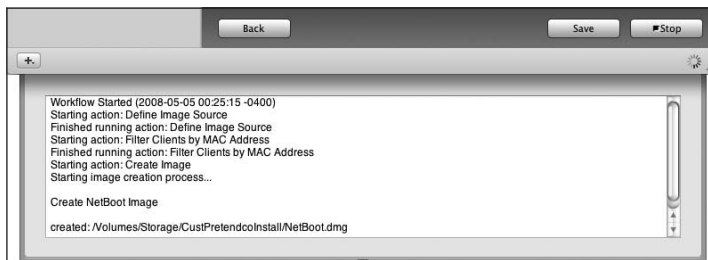 Back
Save
Stop
Workflow Started (2008-05-05 00:25:15 -0400)
Starting action: Define Image Source
Finished running action: Define Image Source
Starting action: Filter Clients by MAC Address
Finished running action: Filter Clients by MAC Address
Starting action: Create Image
Starting image creation process...
Create NetBoot Image
created: /Volumes/Storage/CustPretendcoInstall/NetBoot.dmg